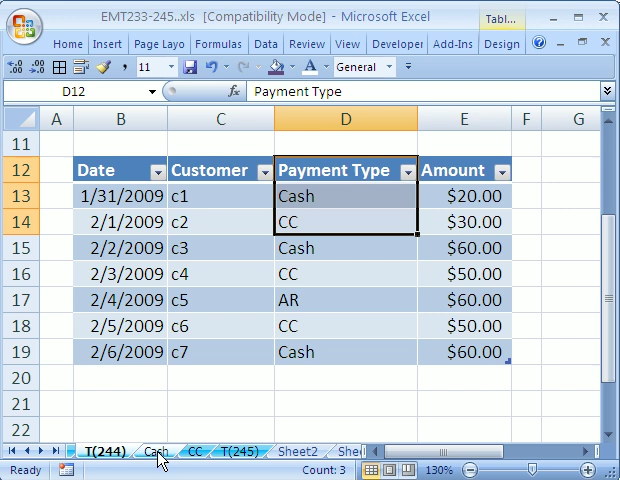 EMT233-245..xls [Compatibility Mode] - Microsoft Excel Tabl...
Home Insert Page Layo Formulas Data Review View Developer Add-Ins Design
11 General
D12 fx Payment Type
A B C D E F G
11
12 Date Customer Payment Type Amount
13 1/31/2009 c1 Cash $20.00
14 2/1/2009 c2 CC $30.00
15 2/2/2009 c3 Cash $60.00
16 2/3/2009 c4 CC $50.00
17 2/4/2009 c5 AR $60.00
18 2/5/2009 c6 CC $50.00
19 2/6/2009 c7 Cash $60.00
20
21
22
T(244) Cash CC T(245) Sheet2 She
Ready Count: 3 130%